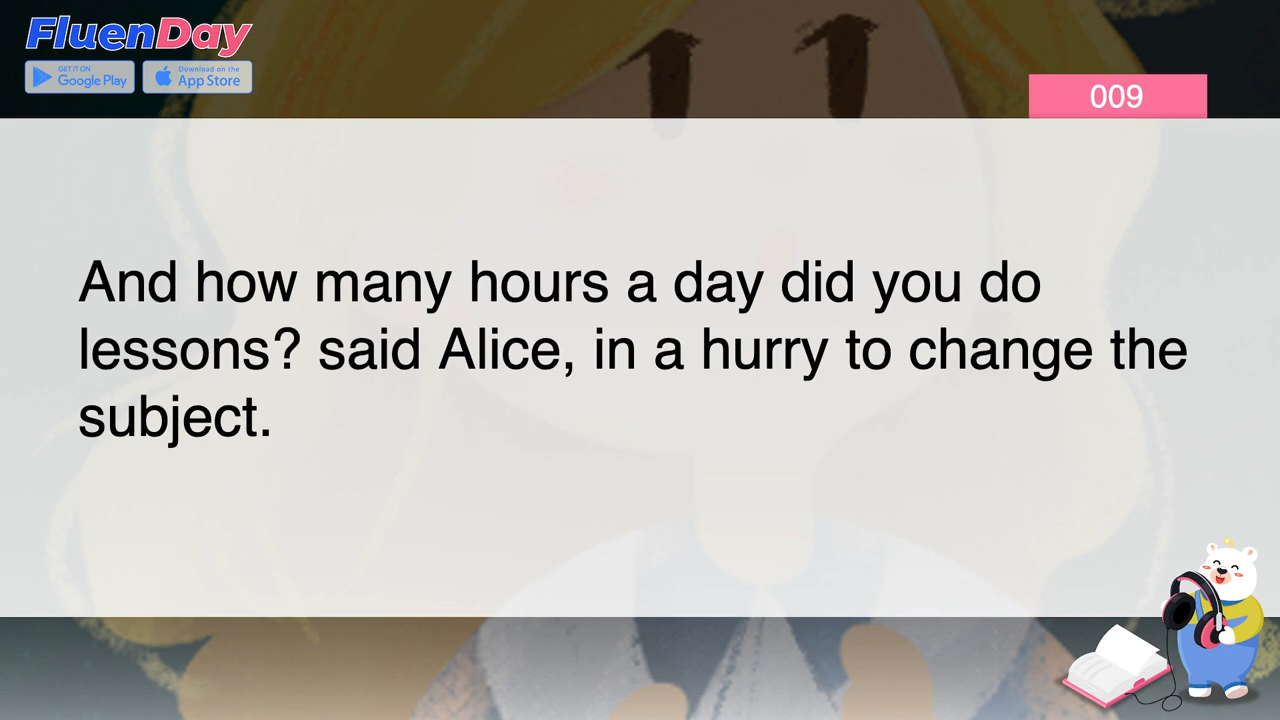 FluenDay
GET IT ON
Google Play
Download on the
App Store
009
And how many hours a day did you do
lessons? said Alice, in a hurry to change the
subject.